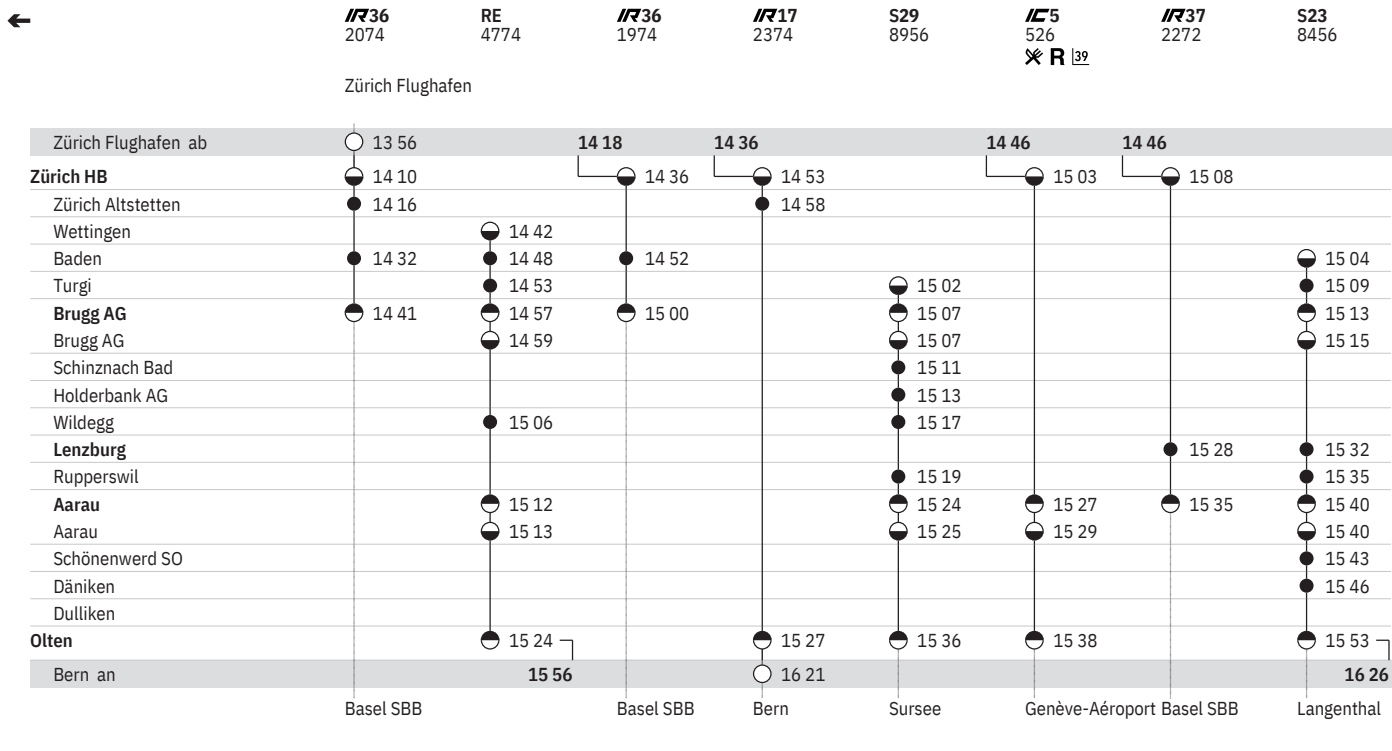 IR36 RE IR36 IR17 S29 IC5 IR37 S23
2074 4774 1974 2374 8956 526 2272 8456
R 39
Zürich Flughafen
Zürich Flughafen ab 13 56 14 18 14 36 14 46 14 46
Zürich HB 14 10 14 36 14 53 15 03 15 08
Zürich Altstetten 14 16 14 58
Wettingen 14 42
Baden 14 32 14 48 14 52 15 04
Turgi 14 53 15 02 15 09
Brugg AG 14 41 14 57 15 00 15 07 15 13
Brugg AG 14 59 15 07 15 15
Schinznach Bad 15 11
Holderbank AG 15 13
Wildegg 15 06 15 17
Lenzburg 15 28 15 32
Rupperswil 15 19 15 35
Aarau 15 12 15 24 15 27 15 35 15 40
Aarau 15 13 15 25 15 29 15 40
Schönenwerd SO 15 43
Däniken 15 46
Dulliken
Olten 15 24 15 27 15 36 15 38 15 53
Bern an 15 56 16 21 16 26
Basel SBB Basel SBB Bern Sursee Genève-Aéroport Basel SBB Langenthal